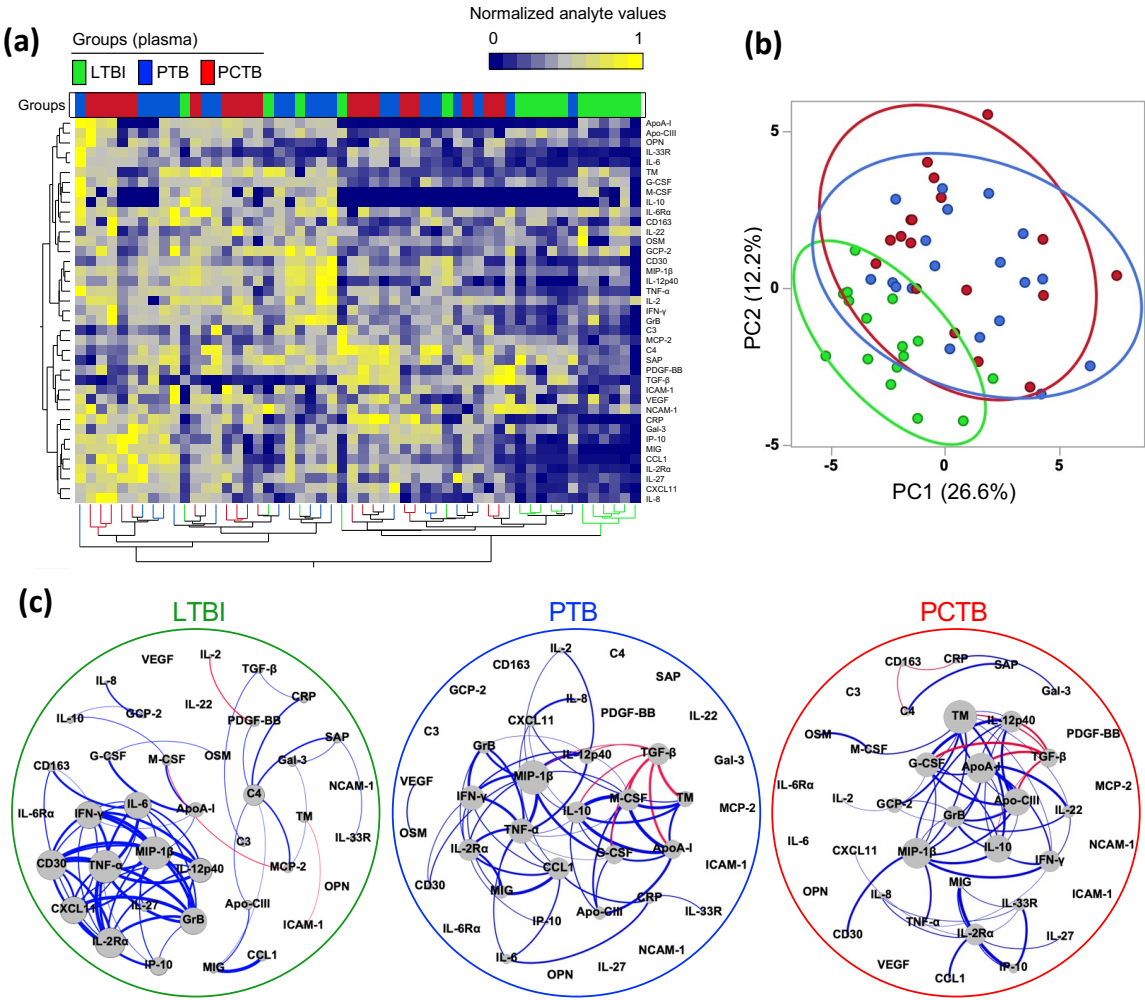 (a)
Groups (plasma)
LTBI PTB PCTB
Normalized analyte values
0 1
Groups
ApoA-I
Apo-CIII
OPN
IL-33R
IL-6
TM
G-CSF
M-CSF
IL-10
IL-6Rα
CD163
IL-22
OSM
GCP-2
CD30
MIP-1β
IL-12p40
TNF-α
IL-2
IFN-γ
GrB
C3
MCP-2
C4
SAP
PDGF-BB
TGF-β
ICAM-1
VEGF
NCAM-1
CRP
Gal-3
IP-10
MIG
CCL1
IL-2Rα
IL-27
CXCL11
IL-8
(b)
PC2 (12.2%)
5
0
-5
-5 0 5
PC1 (26.6%)
(c)
LTBI
VEGF
IL-2
TGF-β
IL-8
CRP
IL-22
GCP-2
IL-10
PDGF-BB
SAP
G-CSF
M-CSF
OSM
Gal-3
CD163
NCAM-1
IL-6Rα
IFN-γ
IL-6
ApoA-I
C4
TM
IL-33R
C3
MIP-1β
CD30
TNF-α
IL-12p40
MCP-2
OPN
CXCL11
IL-27
GrB
Apo-CIII
ICAM-1
IL-2Rα
IP-10
MIG
CCL1
PTB
IL-2
C4
CD163
SAP
GCP-2
IL-8
CXCL11
PDGF-BB
IL-22
C3
GrB
IL-12p40
TGF-β
Gal-3
VEGF
MIP-1β
IFN-γ
M-CSF
TM
IL-10
MCP-2
OSM
TNF-α
IL-2Rα
G-CSF
ApoA-I
CCL1
ICAM-1
CD30
MIG
CRP
IL-33R
IP-10
Apo-CIII
IL-6Rα
NCAM-1
IL-6
OPN
IL-27
PCTB
CD163
CRP
SAP
C3
Gal-3
C4
TM
IL-12p40
OSM
M-CSF
PDGF-BB
TGF-β
G-CSF
ApoA-I
IL-6Rα
MCP-2
IL-2
GCP-2
Apo-CIII
IL-22
GrB
IL-6
NCAM-1
CXCL11
MIP-1β
IL-10
IFN-γ
MIG
OPN
IL-8
IL-33R
ICAM-1
TNF-α
CD30
IL-2Rα
IL-27
VEGF
IP-10
CCL1